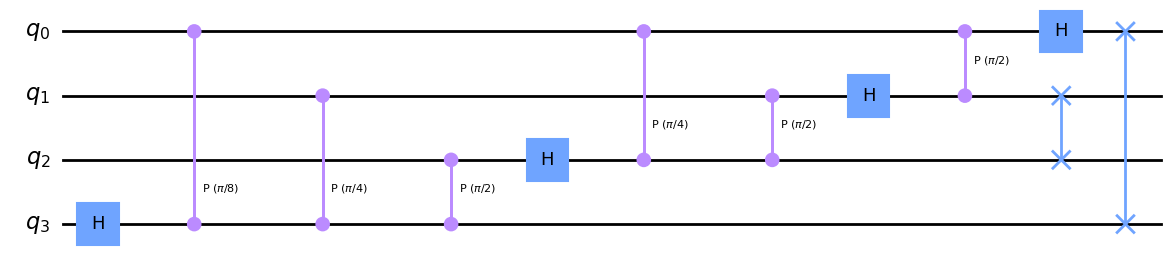 q₀ H
P (π/2)
q₁ H
P (π/4) P (π/2)
q₂ H
P (π/8) P (π/4) P (π/2)
q₃ H